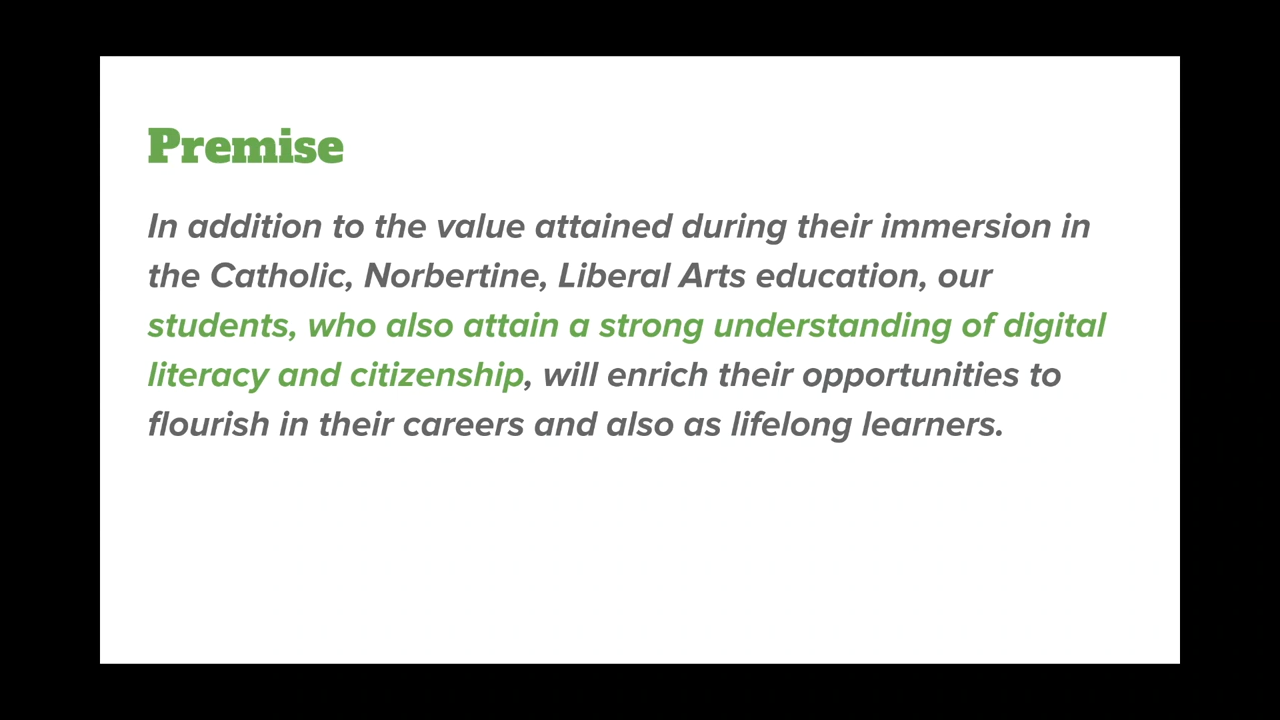 Premise
In addition to the value attained during their immersion in
the Catholic, Norbertine, Liberal Arts education, our
students, who also attain a strong understanding of digital
literacy and citizenship, will enrich their opportunities to
flourish in their careers and also as lifelong learners.